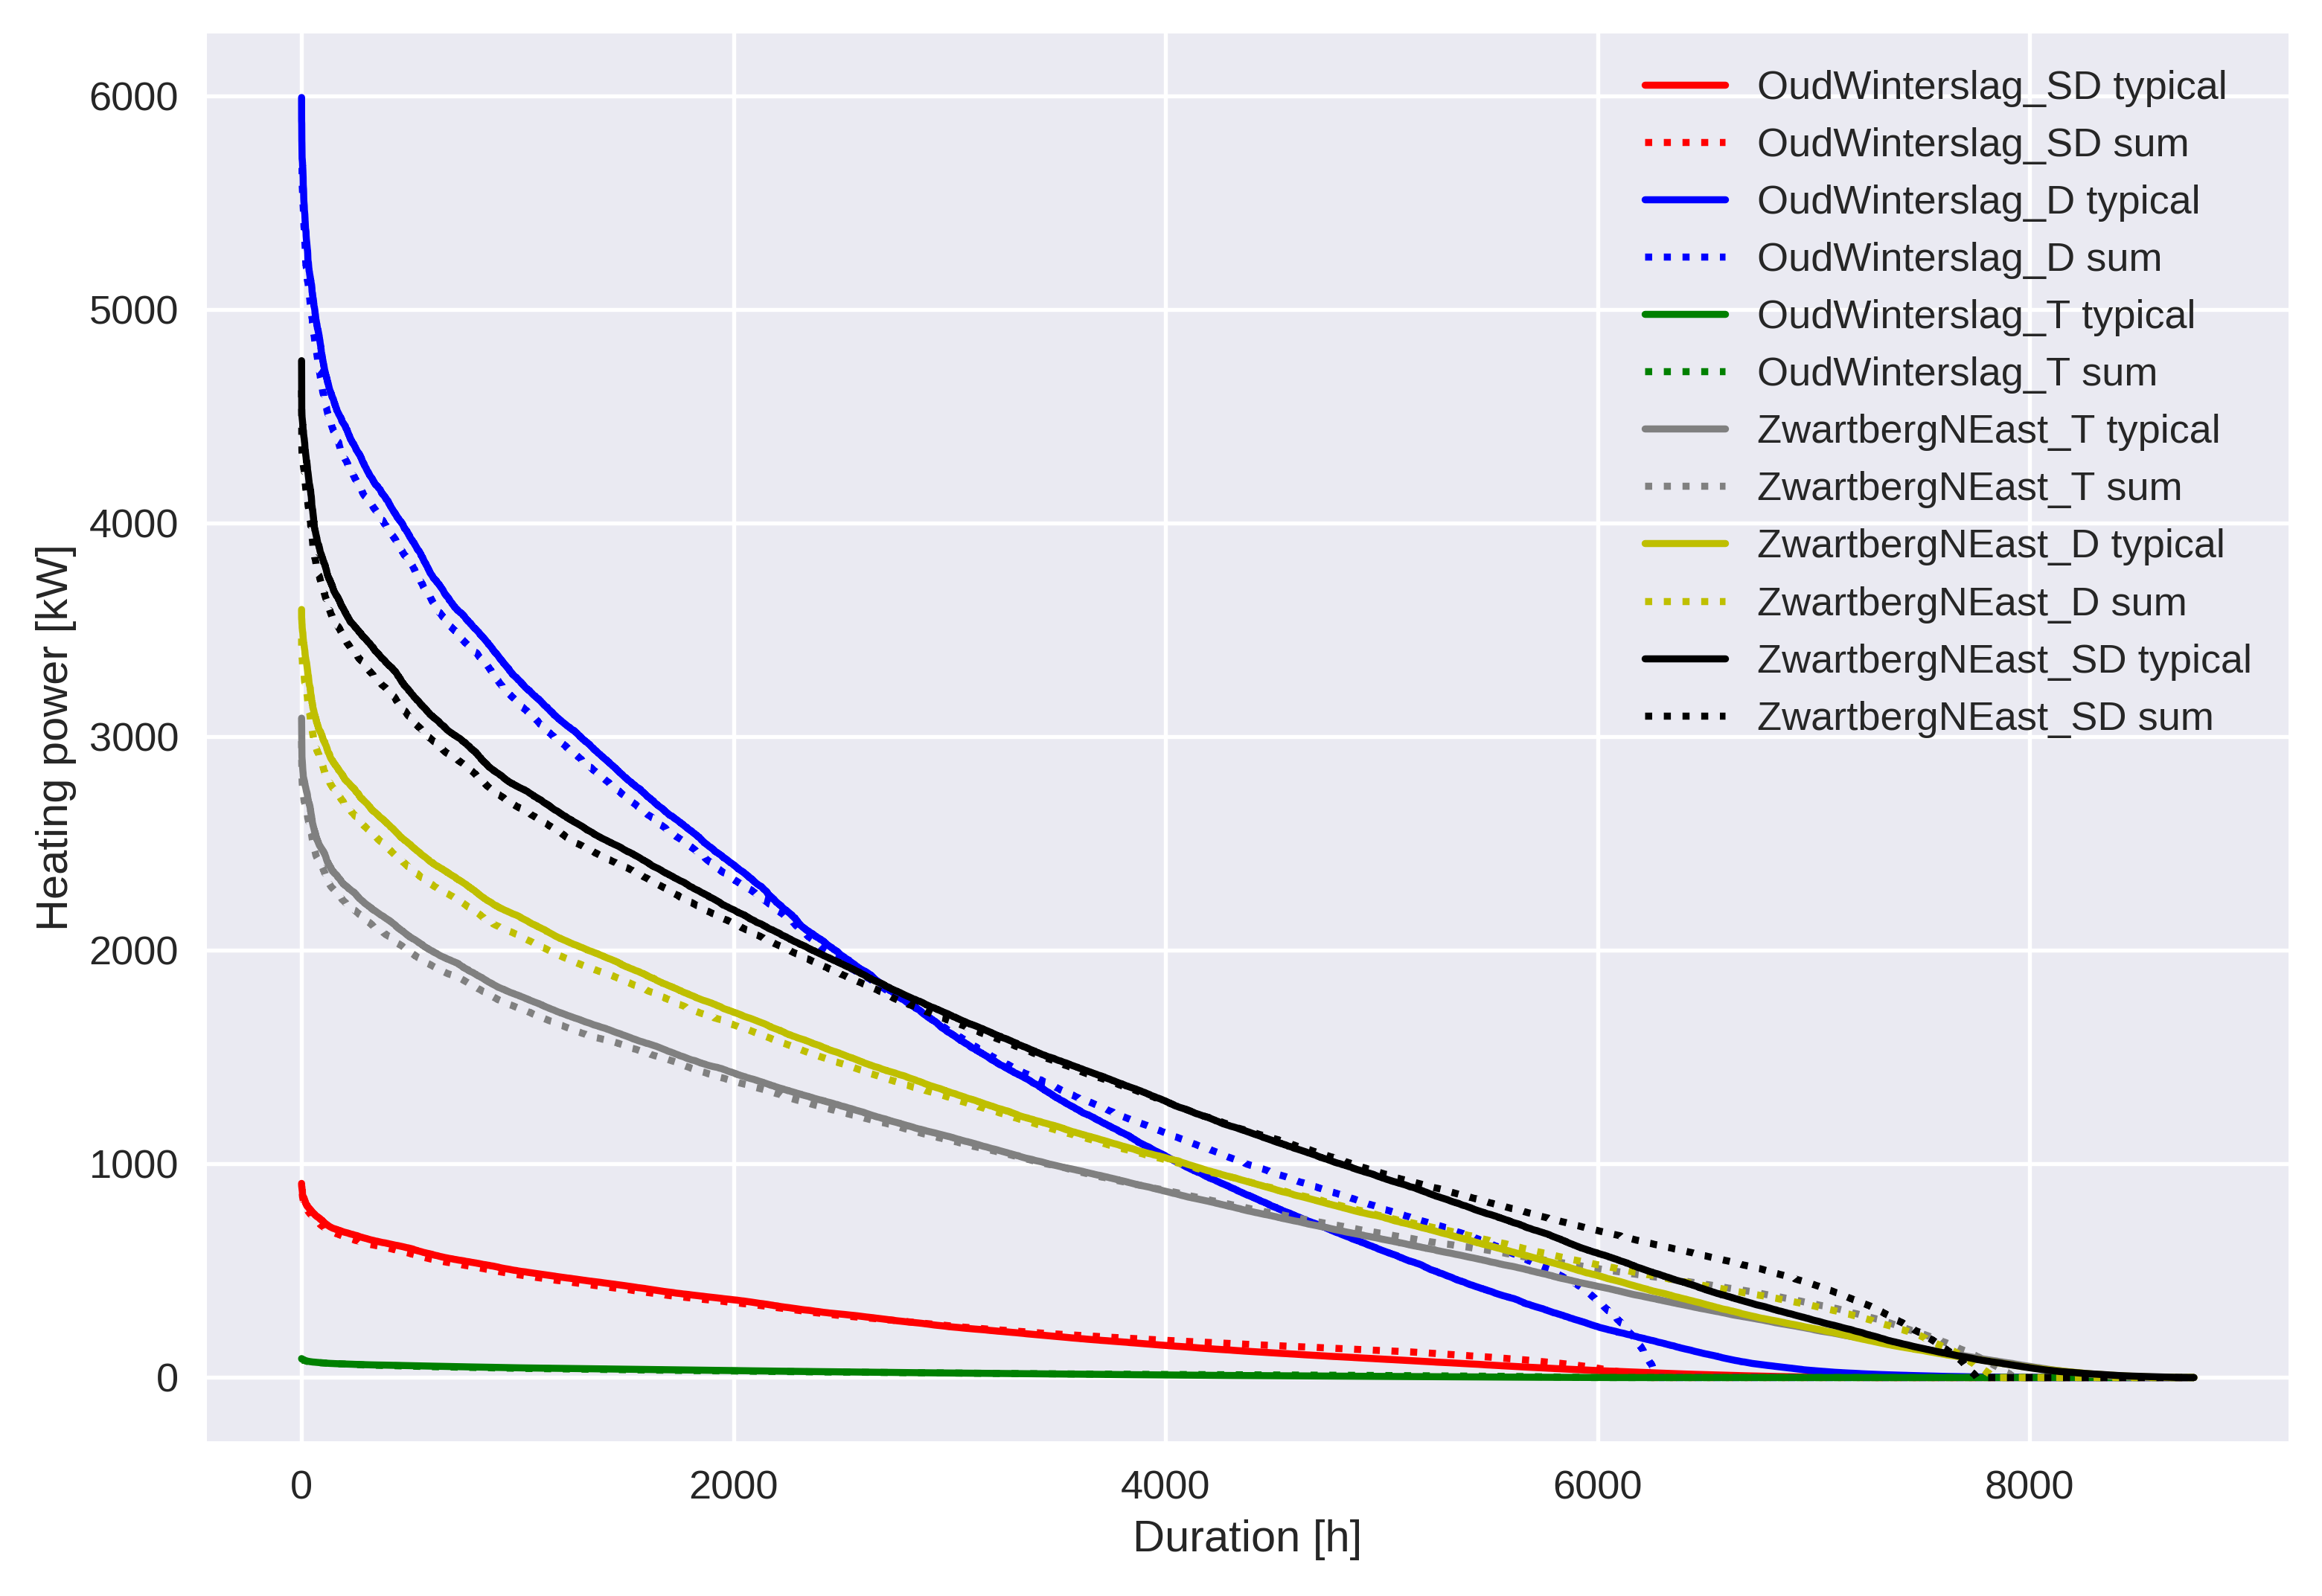 6000
5000
4000
3000
2000
1000
0
Heating power [kW]
0
2000
4000
6000
8000
Duration [h]
OudWinterslag_SD typical
OudWinterslag_SD sum
OudWinterslag_D typical
OudWinterslag_D sum
OudWinterslag_T typical
OudWinterslag_T sum
ZwartbergNEast_T typical
ZwartbergNEast_T sum
ZwartbergNEast_D typical
ZwartbergNEast_D sum
ZwartbergNEast_SD typical
ZwartbergNEast_SD sum